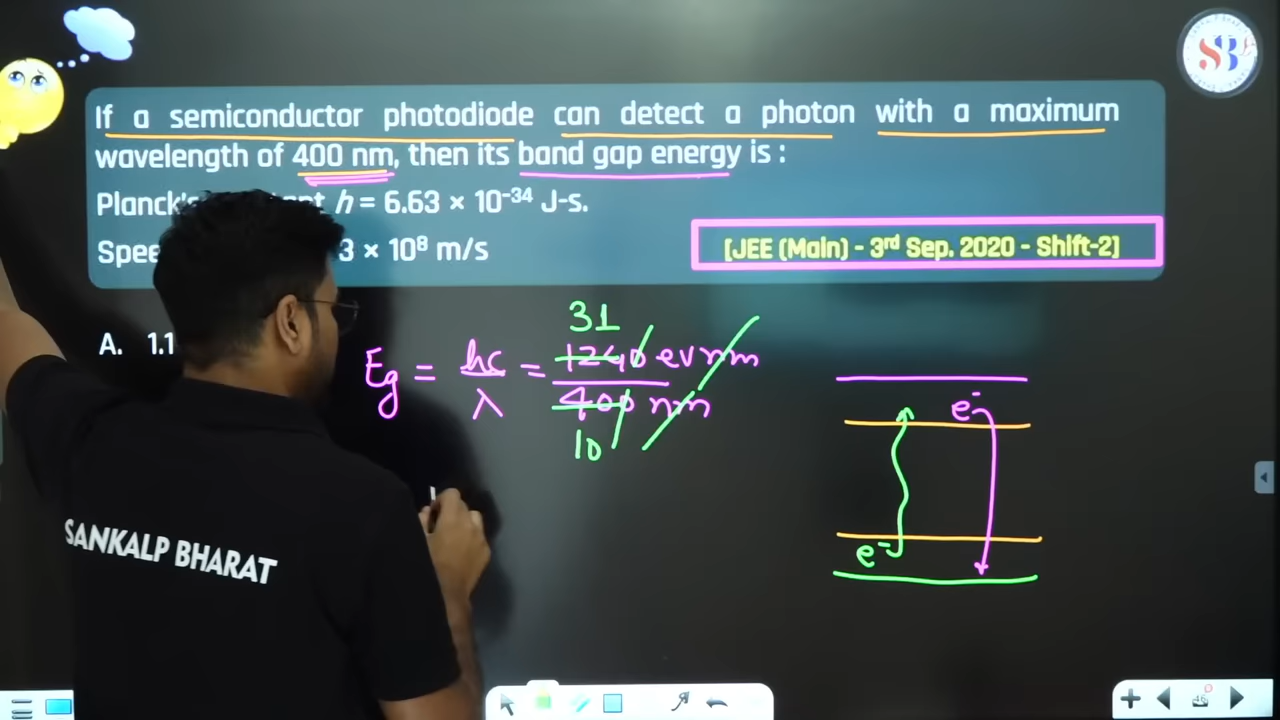 If a semiconductor photodiode can detect a photon with a maximum
wavelength of 400 nm, then its band gap energy is :
h = 6.63 × 10⁻³⁴ J-s.
3 × 10⁸ m/s
[JEE (Main) - 3rd Sep. 2020 - Shift-2]
A. 1.1
31
Eg = hc/λ = 1240 ev nm / 400 nm
10
e⁻
e⁻
SANKALP BHARAT
SB